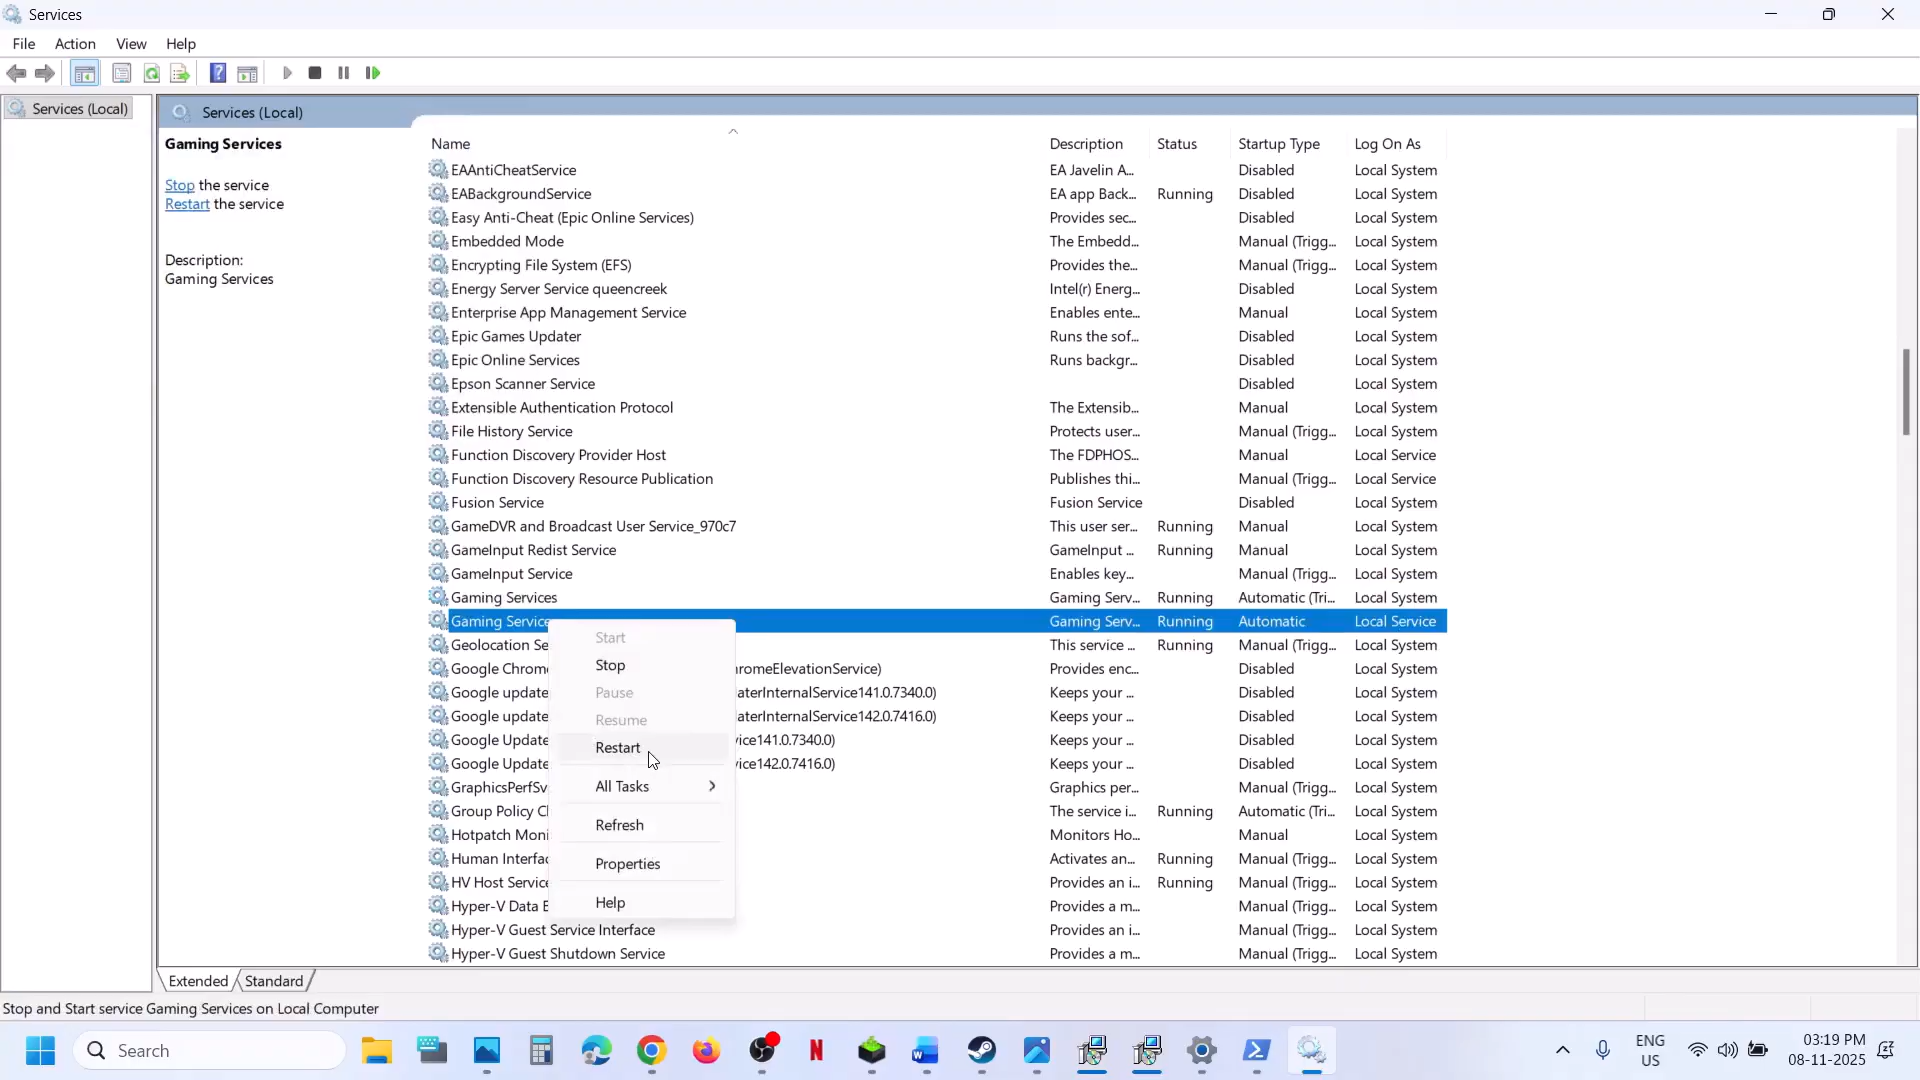 Services
File Action View Help
Services (Local)
Services (Local)
Gaming Services
Stop the service
Restart the service
Description:
Gaming Services
Name Description Status Startup Type Log On As
EAAntiCheatService EA Javelin A... Disabled Local System
EABackgroundService EA app Back... Running Disabled Local System
Easy Anti-Cheat (Epic Online Services) Provides sec... Disabled Local System
Embedded Mode The Embedd... Manual (Trigg... Local System
Encrypting File System (EFS) Provides the... Manual (Trigg... Local System
Energy Server Service queencreek Intel(r) Energ... Disabled Local System
Enterprise App Management Service Enables ente... Manual Local System
Epic Games Updater Runs the sof... Disabled Local System
Epic Online Services Runs backgr... Disabled Local System
Epson Scanner Service Disabled Local System
Extensible Authentication Protocol The Extensib... Manual Local System
File History Service Protects user... Manual (Trigg... Local System
Function Discovery Provider Host The FDPHOS... Manual Local Service
Function Discovery Resource Publication Publishes thi... Manual (Trigg... Local Service
Fusion Service Fusion Service Disabled Local System
GameDVR and Broadcast User Service_970c7 This user ser... Running Manual Local System
GameInput Redist Service GameInput ... Running Manual Local System
GameInput Service Enables key... Manual (Trigg... Local System
Gaming Services Gaming Serv... Running Automatic (Tri... Local System
Gaming Service Gaming Serv... Running Automatic Local Service
Geolocation Se This service ... Running Manual (Trigg... Local System
Google Chrom hromeElevationService) Provides enc... Disabled Local System
Google update aterInternalService141.0.7340.0) Keeps your ... Disabled Local System
Google update aterInternalService142.0.7416.0) Keeps your ... Disabled Local System
Google Update vice141.0.7340.0) Keeps your ... Disabled Local System
Google Update vice142.0.7416.0) Keeps your ... Disabled Local System
GraphicsPerfSv Graphics per... Manual (Trigg... Local System
Group Policy Cl The service i... Running Automatic (Tri... Local System
Hotpatch Moni Monitors Ho... Manual Local System
Human Interfac Activates an... Running Manual (Trigg... Local System
HV Host Service Provides an i... Running Manual (Trigg... Local System
Hyper-V Data E Provides a m... Manual (Trigg... Local System
Hyper-V Guest Service Interface Provides an i... Manual (Trigg... Local System
Hyper-V Guest Shutdown Service Provides a m... Manual (Trigg... Local System
Start
Stop
Pause
Resume
Restart
All Tasks
Refresh
Properties
Help
Extended Standard
Stop and Start service Gaming Services on Local Computer
Search
ENG
US
03:19 PM
08-11-2025